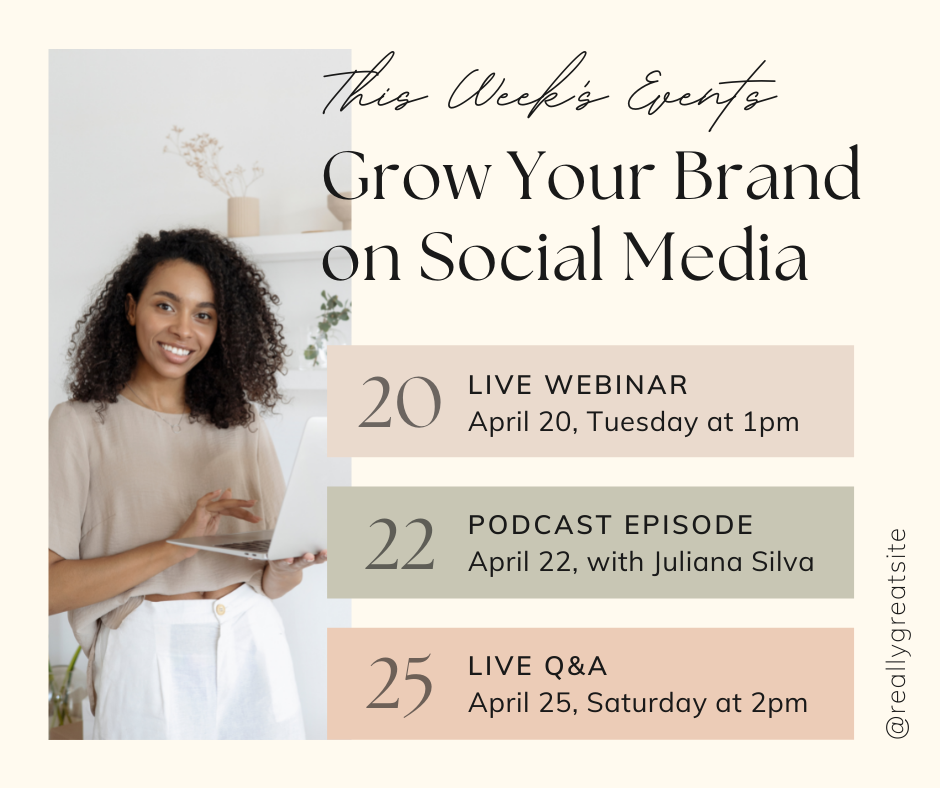 This Week's Events
Grow Your Brand
on Social Media
20
LIVE WEBINAR
April 20, Tuesday at 1pm
22
PODCAST EPISODE
April 22, with Juliana Silva
25
LIVE Q&A
April 25, Saturday at 2pm
@reallygreatsite